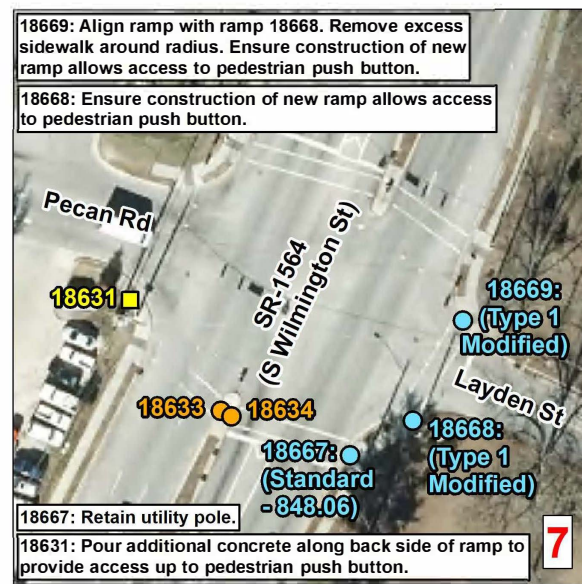 18669: Align ramp with ramp 18668. Remove excess
sidewalk around radius. Ensure construction of new
ramp allows access to pedestrian push button.
18668: Ensure construction of new ramp allows access
to pedestrian push button.
Pecan Rd
SR-1564
(S Wilmington St)
18631
18669:
(Type 1
Modified)
Layden St
18633
18634
18667:
(Standard
- 848.06)
18668:
(Type 1
Modified)
18667: Retain utility pole.
18631: Pour additional concrete along back side of ramp to
provide access up to pedestrian push button.
7